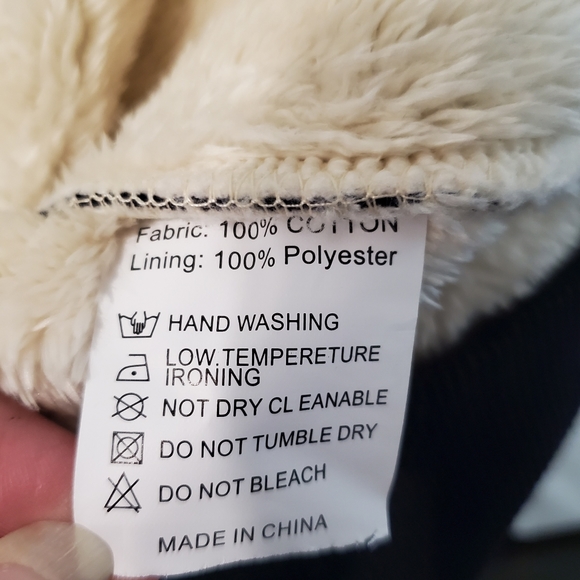 Fabric: 100% COTTON
Lining: 100% Polyester
HAND WASHING
LOW.TEMPERETURE
IRONING
NOT DRY CL EANABLE
DO NOT TUMBLE DRY
DO NOT BLEACH
MADE IN CHINA